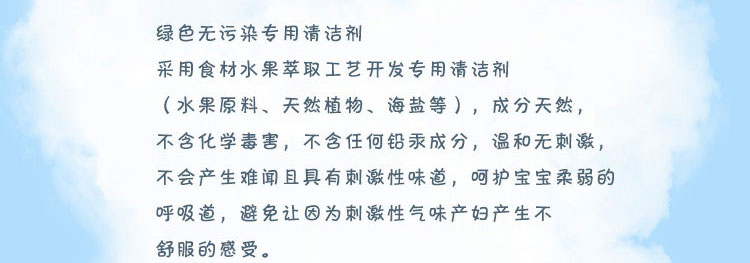 绿色无污染专用清洁剂
采用食材水果萃取工艺开发专用清洁剂
（水果原料、天然植物、海盐等），成分天然，
不含化学毒害，不含任何铅汞成分，温和无刺激，
不会产生难闻且具有刺激性味道，呵护宝宝柔弱的
呼吸道，避免让因为刺激性气味产妇产生不
舒服的感受。